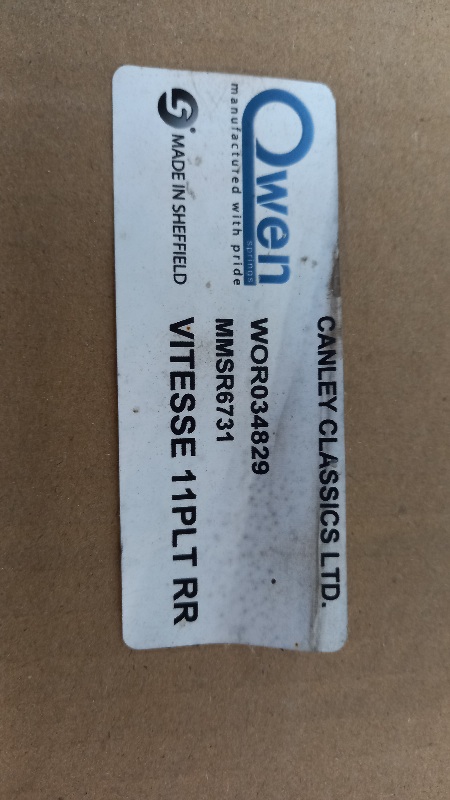 Owen
springs
manufactured with pride
S
MADE IN SHEFFIELD
CANLEY CLASSICS LTD.
WOR034829
MMSR6731
VITESSE 11PLT RR